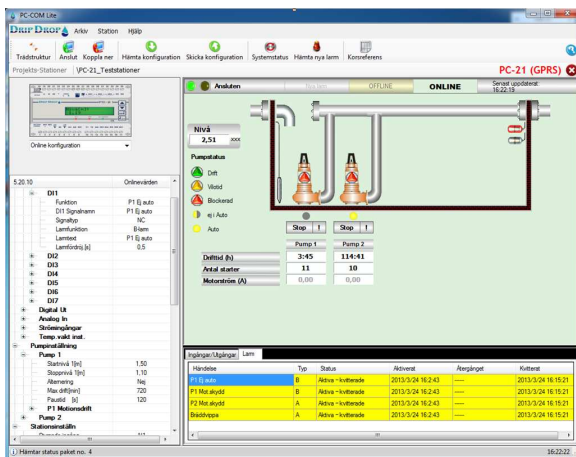 PC-COM Lite
DRIP DROP Arkiv Station Hjälp
Trädstruktur Anslut Koppla ner Hämta konfiguration Skicka konfiguration Systemstatus Hämta nya larm Korsreferens
Projekts-Stationer \PC-21_Teststationer PC-21 (GPRS)
Ansluten Nya larm OFFLINE ONLINE Senast uppdaterat:
16:22:19
Online konfiguration
Nivå
2,51
Pumpstatus
Drift
Vilotid
Blockerad
ej i Auto
Auto
Stop ! Stop !
Pump 1 Pump 2
Drifttid (h) 3:45 114:41
Antal starter 11 10
Motorström (A) 0,00 0,00
5.20.10 Onlinevärden
DI1
Funktion P1 Ej auto
DI1 Signalnamn P1 Ej auto
Signaltyp NC
Larmfunktion B-larm
Larmtext P1 Ej auto
Larmfördröj.[s] 0,5
DI2
DI3
DI4
DI5
DI6
DI7
Digital Ut
Analog In
Strömingångar
Temp.vakt inst.
Pumpinställning
Pump 1
Startnivå 1[m] 1,50
Stoppnivå 1[m] 1,10
Alternering Nej
Max drift[min] 720
Paustid [s] 120
P1 Motionsdrift
Pump 2
Stationsinställn
Ingångar/Utgångar Larm
Händelse Typ Status Aktiverat Återgånget Kvitterat
P1 Ej auto B Aktiva - kvitterade 2013/3/24 16:2:43 ----- 2013/3/24 16:15:21
P1 Mot.skydd B Aktiva - kvitterade 2013/3/24 16:2:43 ----- 2013/3/24 16:15:21
P2 Mot.skydd A Aktiva - kvitterade 2013/3/24 16:2:43 ----- 2013/3/24 16:15:21
Bräddvippa A Aktiva - kvitterade 2013/3/24 16:2:43 ----- 2013/3/24 16:15:21
Hämtar status paket no. 4 16:22:22